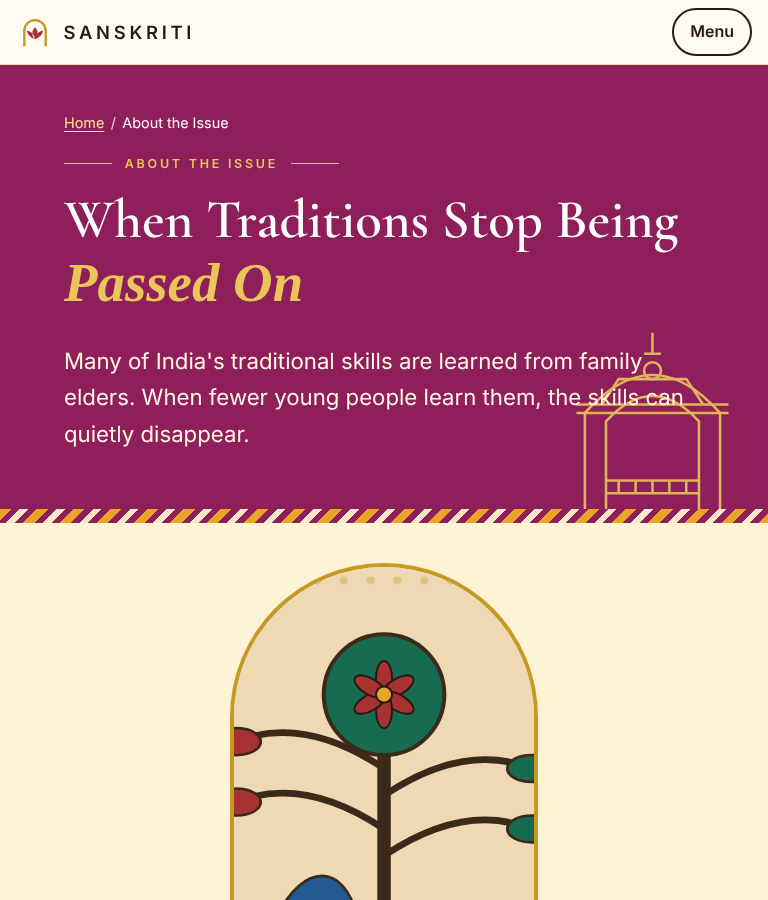 SANSKRITI
Menu
Home / About the Issue
ABOUT THE ISSUE
When Traditions Stop Being
Passed On
Many of India's traditional skills are learned from family
elders. When fewer young people learn them, the skills can
quietly disappear.